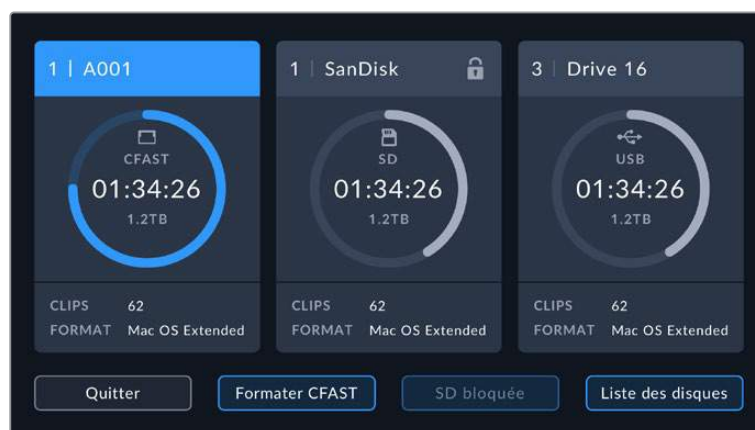 1 | A001
CFAST
01:34:26
1.2TB
CLIPS 62
FORMAT Mac OS Extended
1 | SanDisk
SD
01:34:26
1.2TB
CLIPS 62
FORMAT Mac OS Extended
3 | Drive 16
USB
01:34:26
1.2TB
CLIPS 62
FORMAT Mac OS Extended
Quitter
Formater CFAST
SD bloquée
Liste des disques